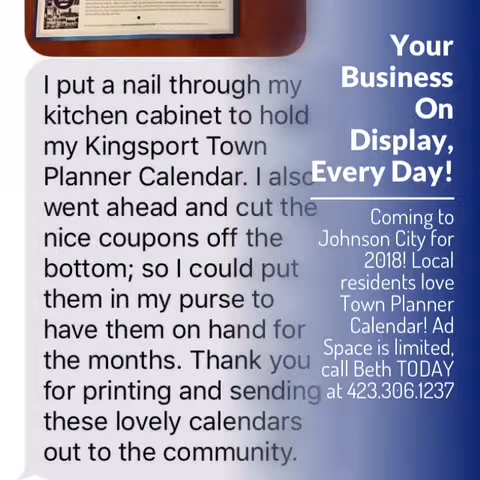 I put a nail through my
kitchen cabinet to hold
my Kingsport Town
Planner Calendar. I also
went ahead and cut the
nice coupons off the
bottom; so I could put
them in my purse to
have them on hand for
the months. Thank you
for printing and sending
these lovely calendars
out to the community.
Your
Business
On
Display,
Every Day!
Coming to
Johnson City for
2018! Local
residents love
Town Planner
Calendar! Ad
Space is limited,
call Beth TODAY
at 423.306.1237